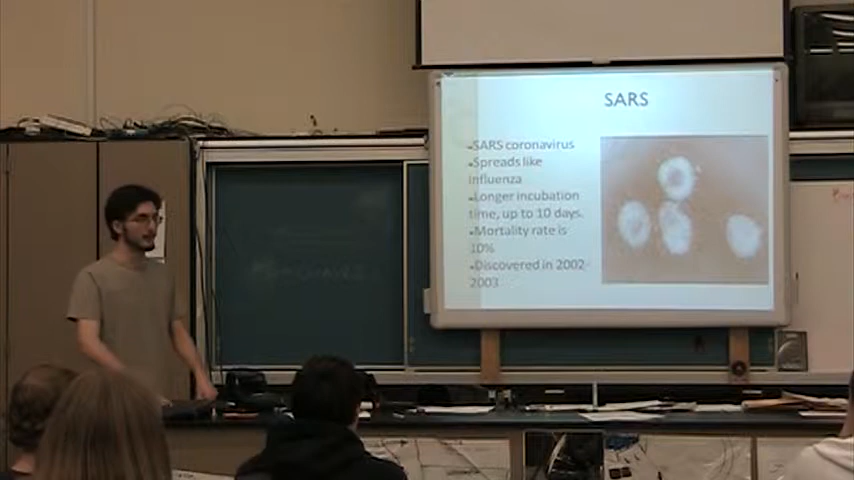 SARS
SARS coronavirus
Spreds like
influenza
Longer incubation
time, up to 10 days.
Mortality rate is
10%
Discovered in 2002-
2003